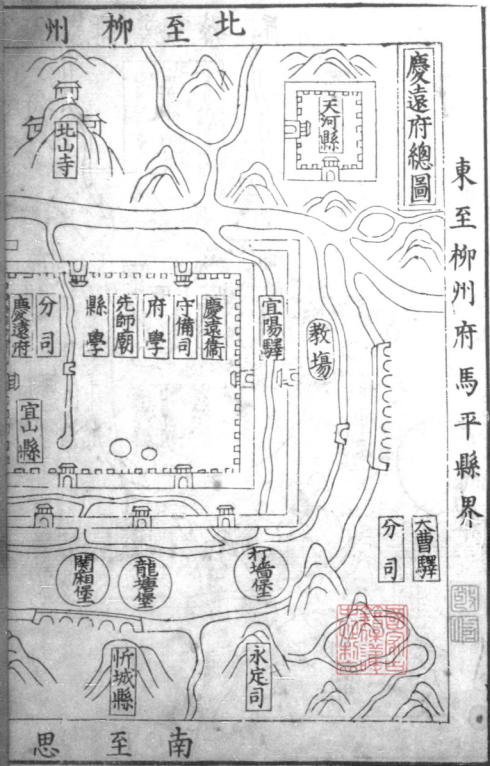 慶遠府總圖
北至柳州
東至柳州府馬平縣界
天河縣
北山寺
宜陽驛
慶遠衛
守備司
府學
先師廟
縣學
分司
慶遠府
教場
宜山縣
大曹驛
分司
打墻堡
龍塘堡
關廂堡
永定司
忻城縣
南至思